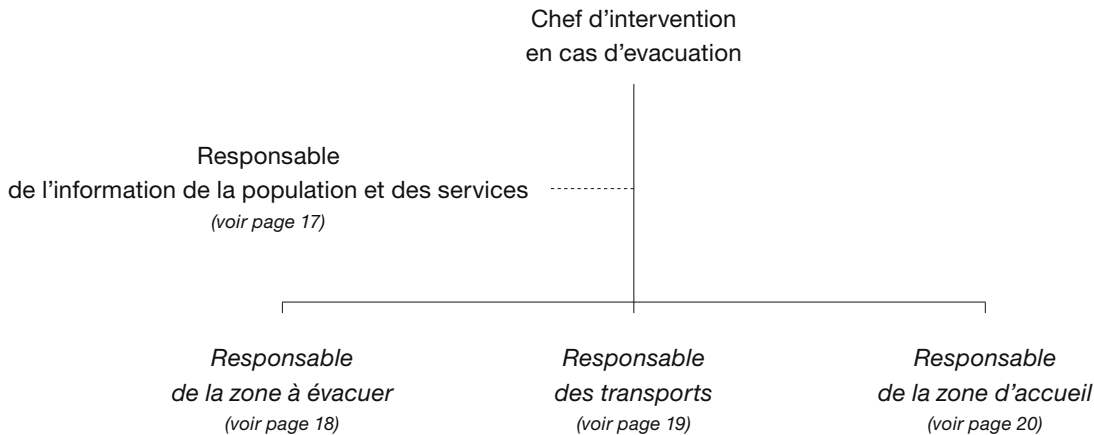 Chef d’intervention
en cas d’evacuation
Responsable
de l’information de la population et des services
(voir page 17)
Responsable
de la zone à évacuer
(voir page 18)
Responsable
des transports
(voir page 19)
Responsable
de la zone d’accueil
(voir page 20)